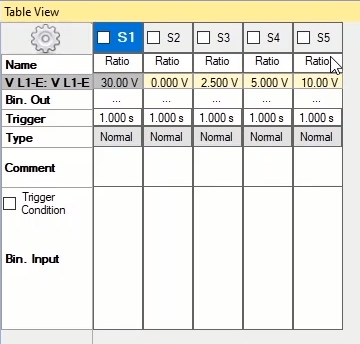 Table View
S1 S2 S3 S4 S5
Name Ratio Ratio Ratio Ratio Ratio
V L1-E: V L1-E 30.00 V 0.000 V 2.500 V 5.000 V 10.00 V
Bin. Out ... ... ... ... ...
Trigger 1.000 s 1.000 s 1.000 s 1.000 s 1.000 s
Type Normal Normal Normal Normal Normal
Comment
Trigger
Condition
Bin. Input